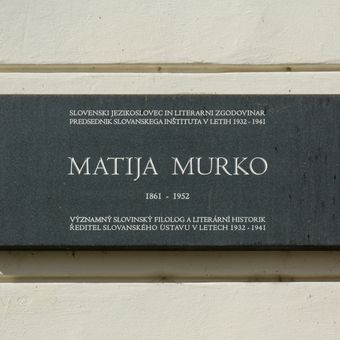 SLOVENSKI JEZIKOSLOVEC IN LITERARNI ZGODOVINAR
PREDSEDNIK SLOVANSKEGA INŠTITUTA V LETIH 1932 - 1941
MATIJA MURKO
1861 - 1952
VÝZNAMNÝ SLOVINSKÝ FILOLOG A LITERÁRNÍ HISTORIK
ŘEDITEL SLOVANSKÉHO ÚSTAVU V LETECH 1932 - 1941